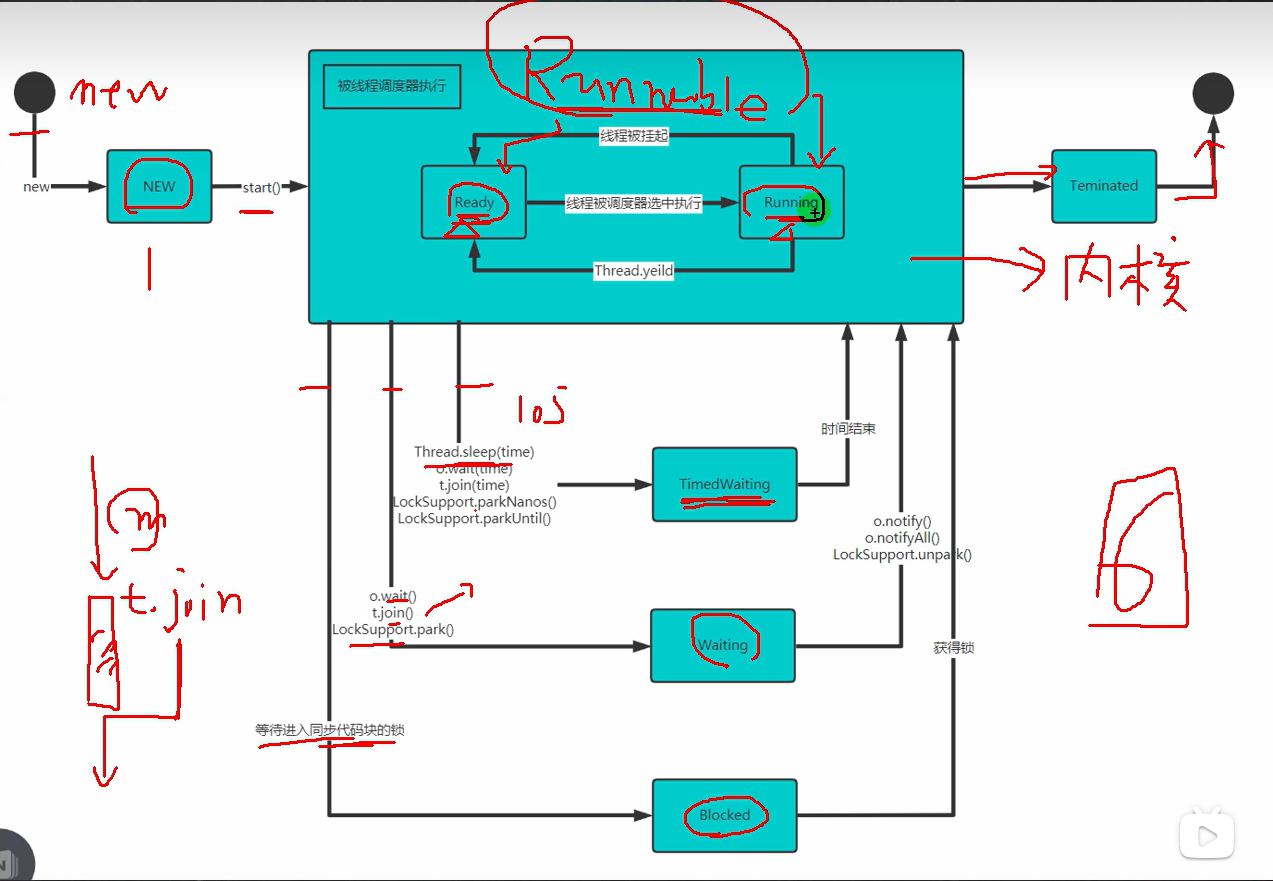 new
Runnable
被线程调度器执行
线程被挂起
new
NEW
start()
Ready
线程被调度器选中执行
Running
Teminated
Thread.yeild
内核
1
10s
Thread.sleep(time)
o.wait(time)
t.join(time)
LockSupport.parkNanos()
LockSupport.parkUntil()
TimedWaiting
时间结束
o.notify()
o.notifyAll()
LockSupport.unpark()
6
m
t.join
o.wait()
t.join()
LockSupport.park()
Waiting
获得锁
等待进入同步代码块的锁
Blocked